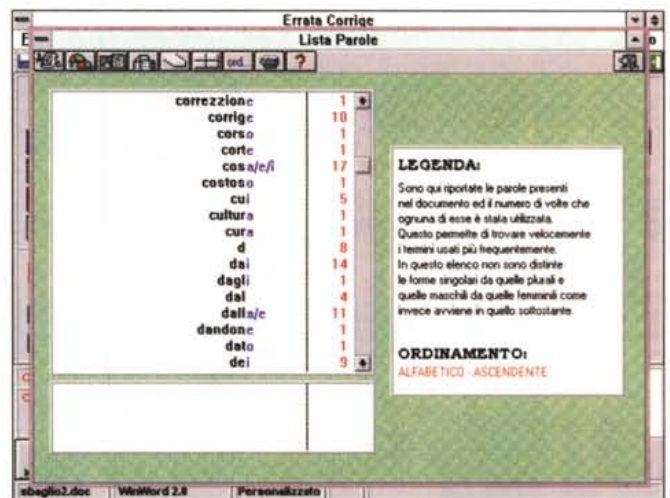 Errata Corrige
Lista Parole
ord.
?
correzzione 1
corrige 10
corso 1
corte 1
cosa/e/i 17
costoso 1
cui 5
cultura 1
cura 1
d 8
dai 14
dagli 1
dal 4
dalla/e 11
dandone 1
dato 1
dei 9
LEGENDA:
Sono qui riportate le parole presenti
nel documento ed il numero di volte che
ognuna di esse è stata utilizzata.
Questo permette di trovare velocemente
i termini usati più frequentemente.
In questo elenco non sono distinte
le forme singolari da quelle plurali e
quelle maschili da quelle femminili come
invece avviene in quello sottostante.
ORDINAMENTO:
ALFABETICO - ASCENDENTE
sbaglio2.doc WinWord 2.0 Personalizzato